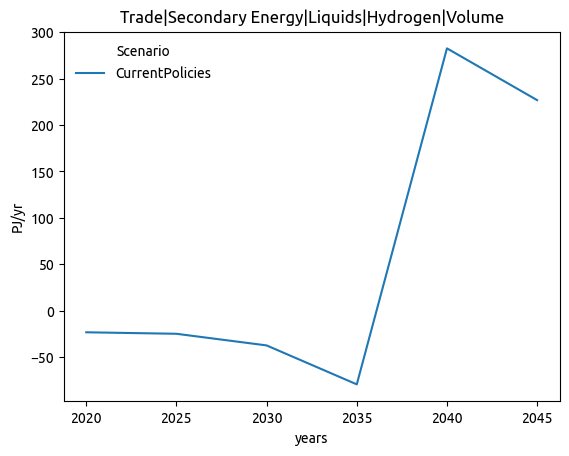 Trade|Secondary Energy|Liquids|Hydrogen|Volume
300
250
200
150
100
50
0
−50
PJ/yr
Scenario
CurrentPolicies
2020 2025 2030 2035 2040 2045
years